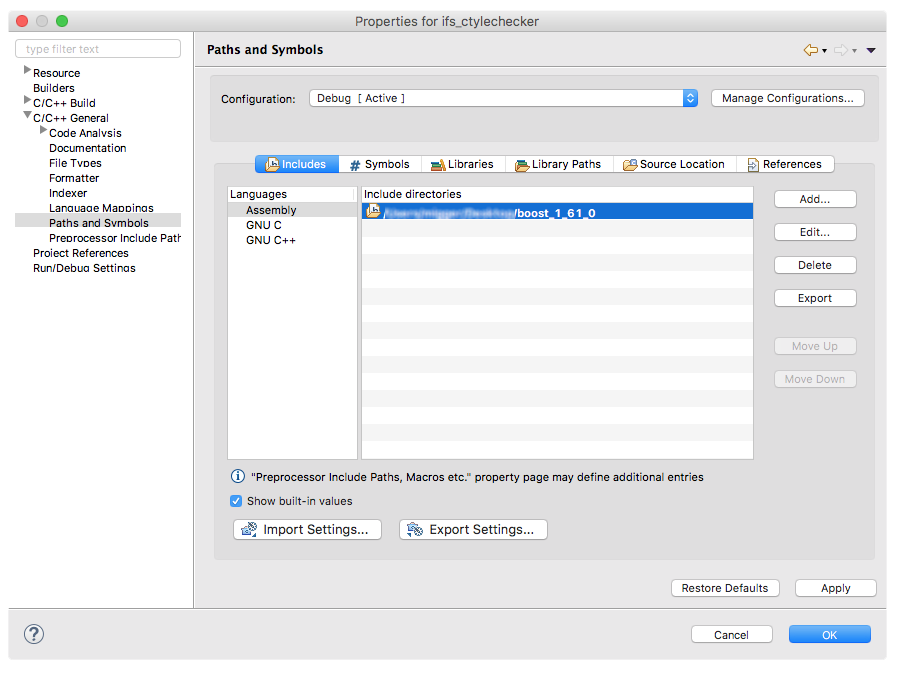 Properties for ifs_ctylechecker
type filter text
Paths and Symbols
Resource
Builders
C/C++ Build
C/C++ General
Code Analysis
Documentation
File Types
Formatter
Indexer
Language Mappings
Paths and Symbols
Preprocessor Include Path
Project References
Run/Debug Settings
Configuration:
Debug [ Active ]
Manage Configurations...
Includes
# Symbols
Libraries
Library Paths
Source Location
References
Languages
Assembly
GNU C
GNU C++
Include directories
/boost_1_61_0
Add...
Edit...
Delete
Export
Move Up
Move Down
"Preprocessor Include Paths, Macros etc." property page may define additional entries
Show built-in values
Import Settings...
Export Settings...
Restore Defaults
Apply
?
Cancel
OK